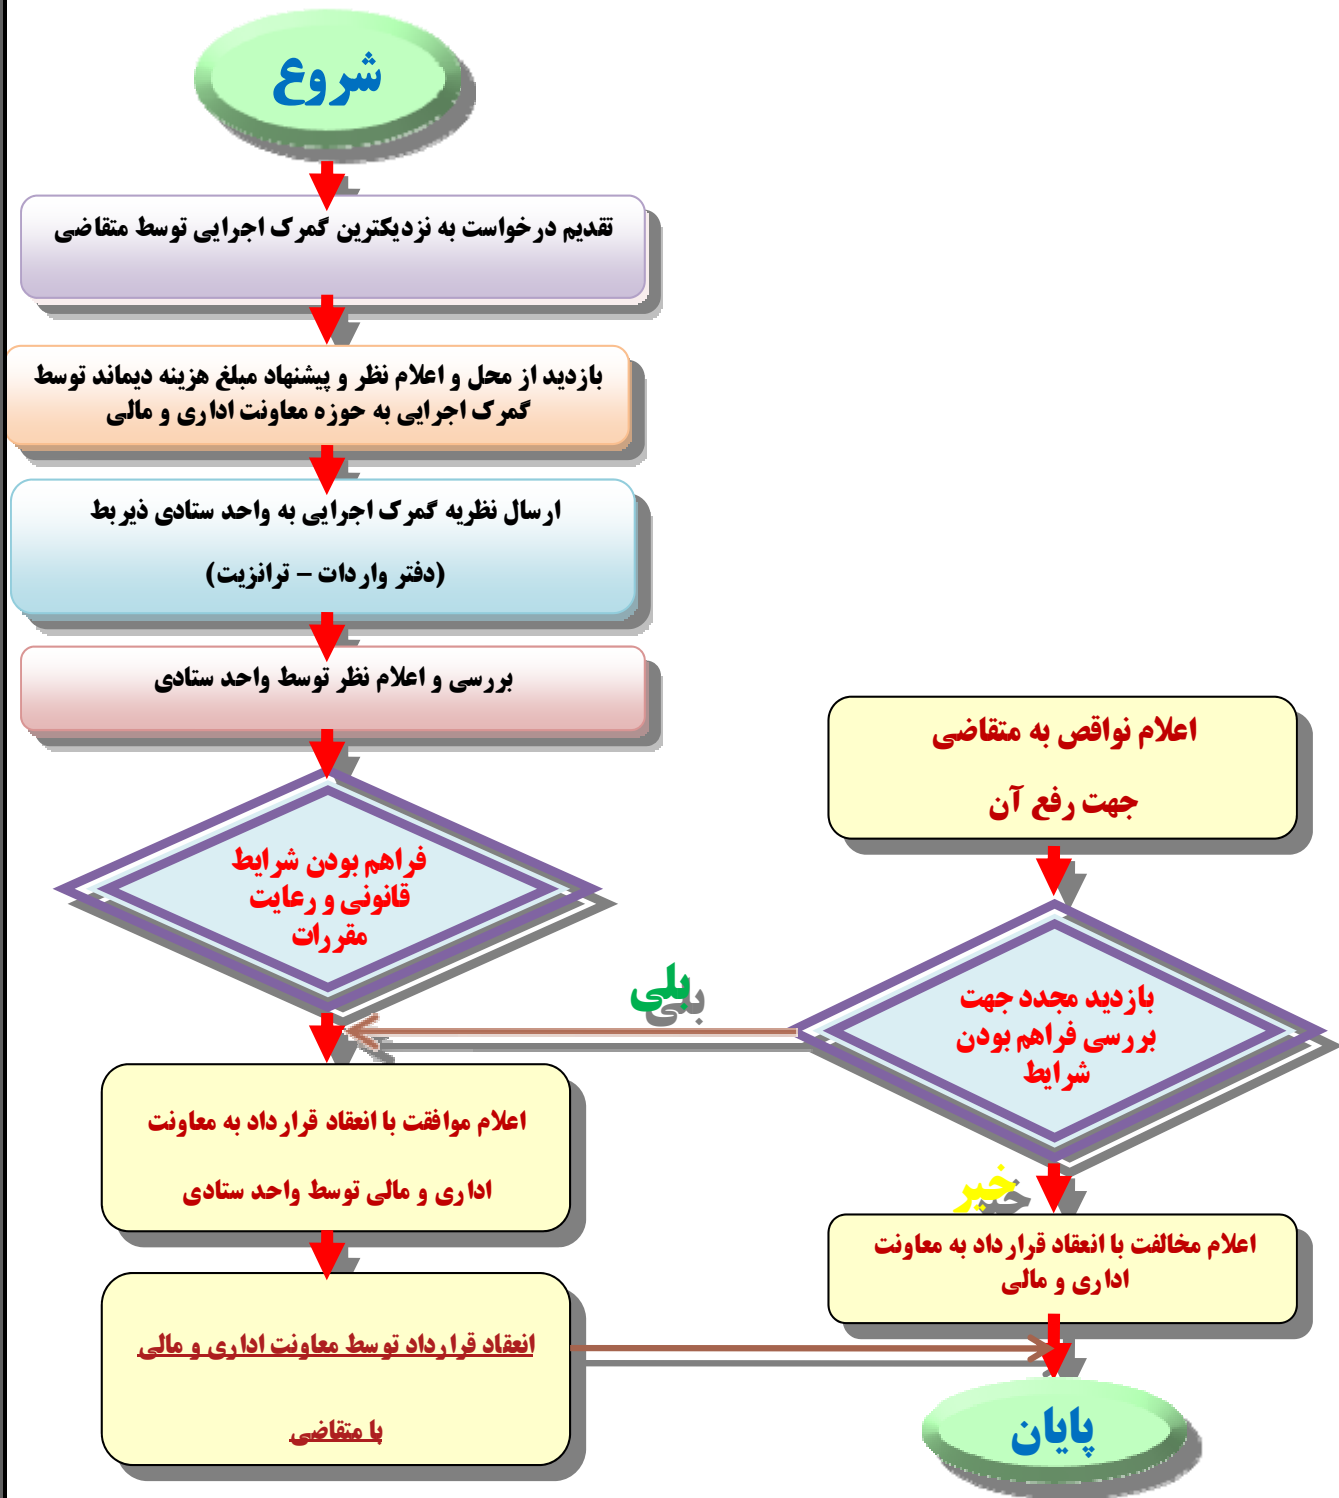 شروع
تقدیم درخواست به نزدیکترین گمرک اجرایی توسط متقاضی
بازدید از محل و اعلام نظر و پیشنهاد مبلغ هزینه دیماند توسط
گمرک اجرایی به حوزه معاونت اداری و مالی
ارسال نظریه گمرک اجرایی به واحد ستادی ذیربط
(دفتر واردات – ترانزیت)
بررسی و اعلام نظر توسط واحد ستادی
فراهم بودن شرایط
قانونی و رعایت
مقررات
اعلام نواقص به متقاضی
جهت رفع آن
بازدید مجدد جهت
بررسی فراهم بودن
شرایط
بلی
خیر
اعلام موافقت با انعقاد قرارداد به معاونت
اداری و مالی توسط واحد ستادی
اعلام مخالفت با انعقاد قرارداد به معاونت
اداری و مالی
انعقاد قرارداد توسط معاونت اداری و مالی
با متقاضی
پایان